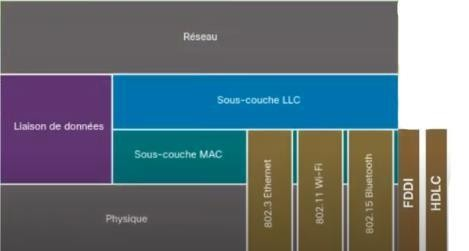 Réseau
Sous-couche LLC
Liaison de données
Sous-couche MAC
Physique
802.3 Ethernet
802.11 Wi-Fi
802.15 Bluetooth
FDDI
HDLC